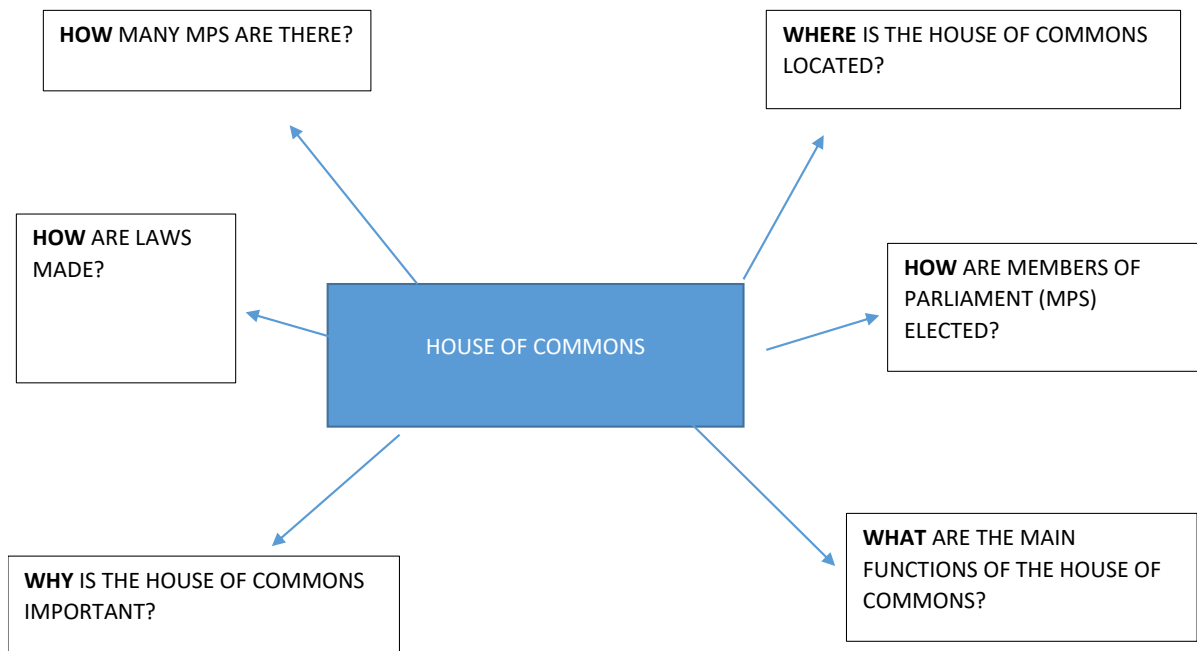 HOW MANY MPS ARE THERE?
WHERE IS THE HOUSE OF COMMONS
LOCATED?
HOW ARE LAWS
MADE?
HOW ARE MEMBERS OF
PARLIAMENT (MPS)
ELECTED?
HOUSE OF COMMONS
WHY IS THE HOUSE OF COMMONS
IMPORTANT?
WHAT ARE THE MAIN
FUNCTIONS OF THE HOUSE OF
COMMONS?